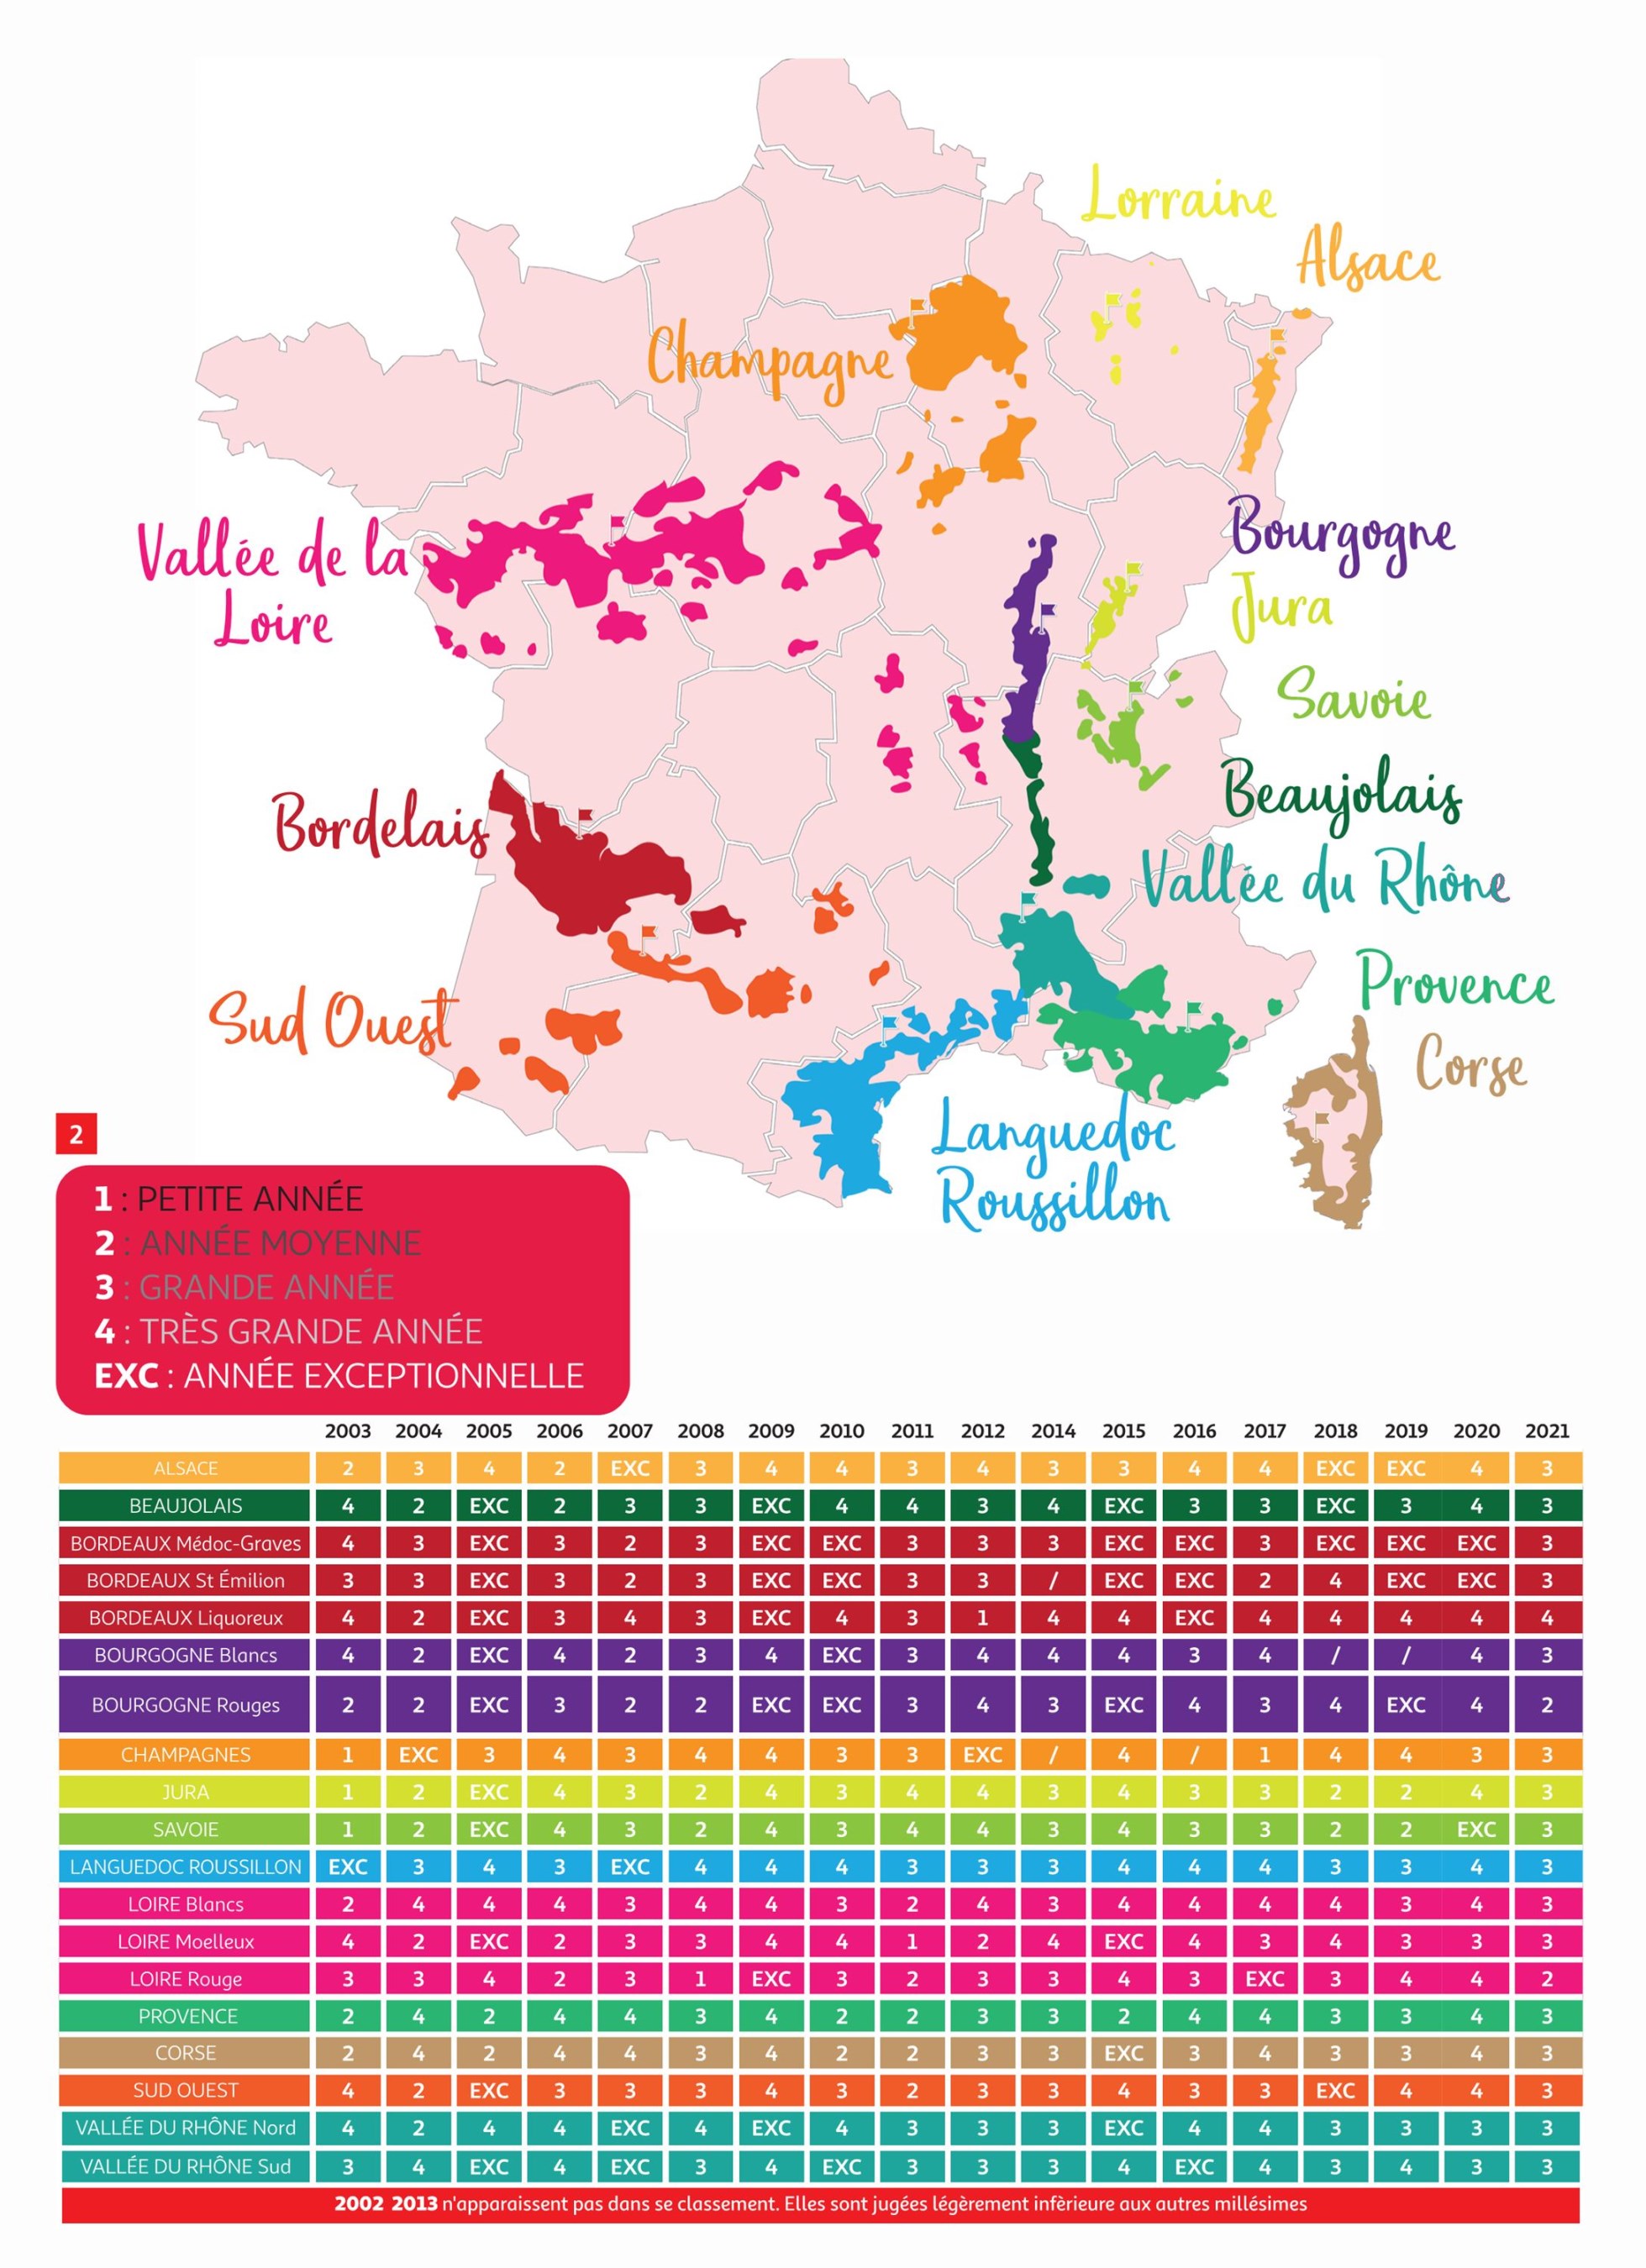 Lorraine
Alsace
Champagne
Bourgogne
Vallée de la
Loire
Jura
Savoie
Beaujolais
Bordelais
Vallée du Rhône
Provence
Sud Ouest
Corse
Languedoc
Roussillon
2
1 : PETITE ANNÉE
2 : ANNÉE MOYENNE
3 : GRANDE ANNÉE
4 : TRÈS GRANDE ANNÉE
EXC : ANNÉE EXCEPTIONNELLE
2003 2004 2005 2006 2007 2008 2009 2010 2011 2012 2014 2015 2016 2017 2018 2019 2020 2021
ALSACE 2 3 4 2 EXC 3 4 4 3 4 3 3 4 4 EXC EXC 4 3
BEAUJOLAIS 4 2 EXC 2 3 3 EXC 4 4 3 4 EXC 3 3 EXC 3 4 3
BORDEAUX Médoc-Graves 4 3 EXC 3 2 3 EXC EXC 3 3 3 EXC EXC 3 EXC EXC EXC 3
BORDEAUX St Émilion 3 3 EXC 3 2 3 EXC EXC 3 3 / EXC EXC 2 4 EXC EXC 3
BORDEAUX Liquoreux 4 2 EXC 3 4 3 EXC 4 3 1 4 4 EXC 4 4 4 4 4
BOURGOGNE Blancs 4 2 EXC 4 2 3 4 EXC 3 4 4 4 3 4 / / 4 3
BOURGOGNE Rouges 2 2 EXC 3 2 2 EXC EXC 3 4 3 EXC 4 3 4 EXC 4 2
CHAMPAGNES 1 EXC 3 4 3 4 4 3 3 EXC / 4 / 1 4 4 3 3
JURA 1 2 EXC 4 3 2 4 3 4 4 3 4 3 3 2 2 4 3
SAVOIE 1 2 EXC 4 3 2 4 3 4 4 3 4 3 3 2 2 EXC 3
LANGUEDOC ROUSSILLON EXC 3 4 3 EXC 4 4 4 3 3 3 4 4 4 3 3 4 3
LOIRE Blancs 2 4 4 4 3 4 4 3 2 4 3 4 4 4 4 3 4 3
LOIRE Moelleux 4 2 EXC 2 3 3 4 4 1 2 4 EXC 4 3 4 3 3 3
LOIRE Rouge 3 3 4 2 3 1 EXC 3 2 3 3 4 3 EXC 3 4 4 2
PROVENCE 2 4 2 4 4 3 4 2 2 3 3 2 4 4 3 3 4 3
CORSE 2 4 2 4 4 3 4 2 2 3 3 EXC 3 4 3 3 4 3
SUD OUEST 4 2 EXC 3 3 3 4 3 2 3 3 4 3 3 EXC 4 4 3
VALLÉE DU RHÔNE Nord 4 2 4 4 EXC 4 EXC 4 3 3 3 EXC 4 4 3 3 3 3
VALLÉE DU RHÔNE Sud 3 4 EXC 4 EXC 3 4 EXC 3 3 3 4 EXC 4 3 4 3 3
2002 2013 n'apparaissent pas dans se classement. Elles sont jugées légèrement infèrieure aux autres millésimes